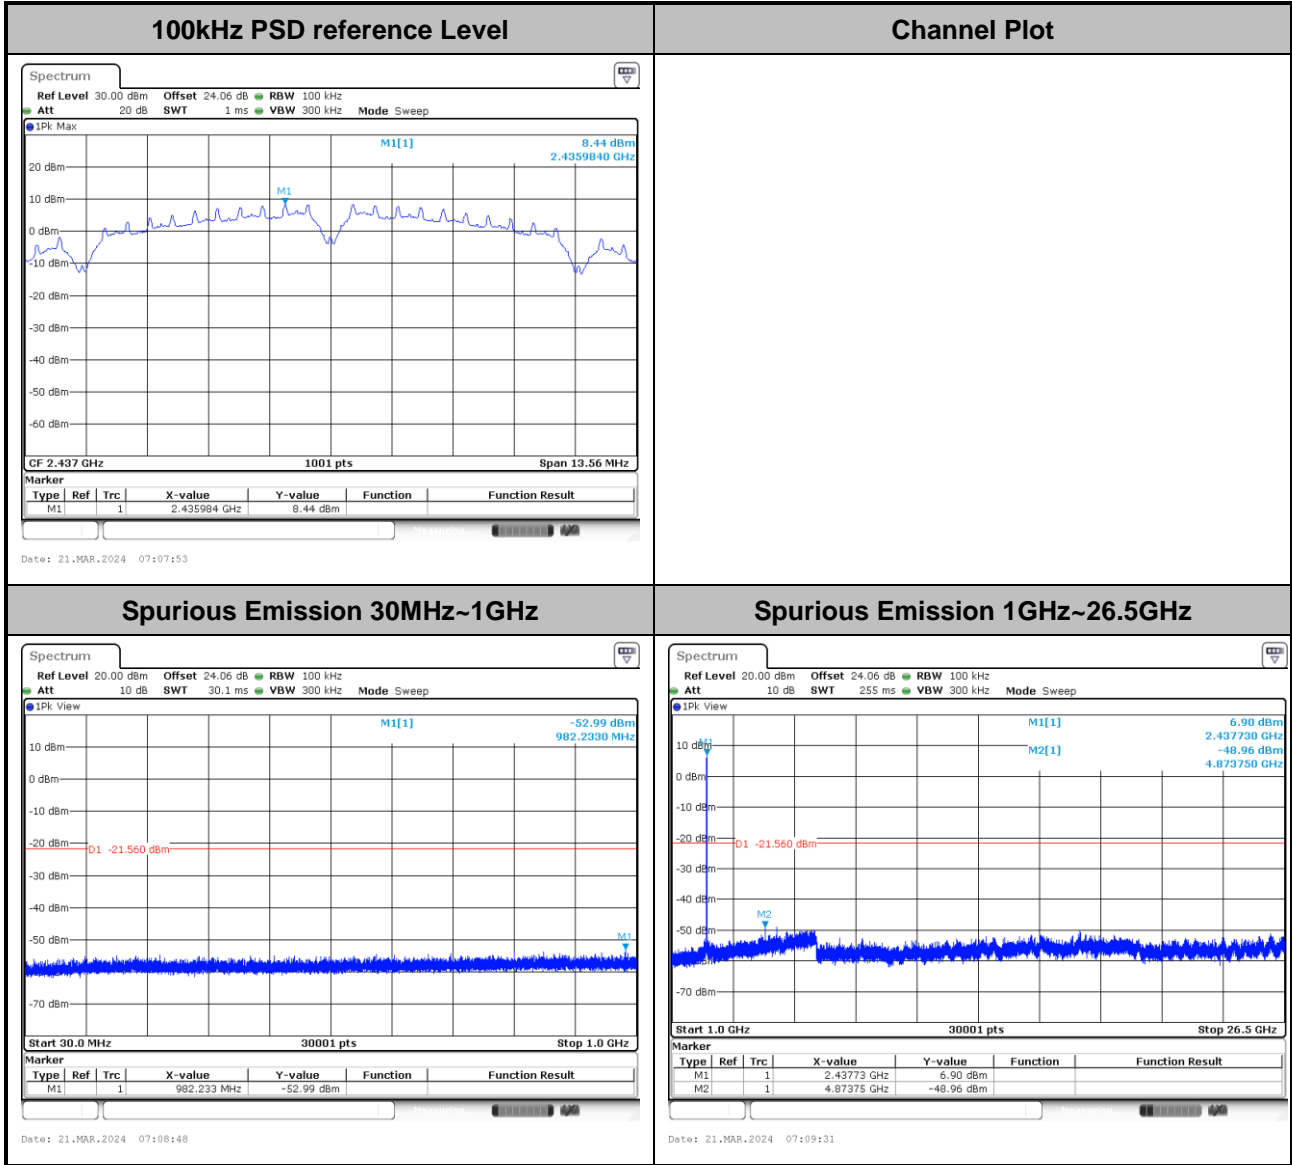 100kHz PSD reference Level
Channel Plot
Spectrum
Ref Level 30.00 dBm Offset 24.06 dB RBW 100 kHz
Att 20 dB SWT 1 ms VBW 300 kHz Mode Sweep
1Pk Max
M1[1] 8.44 dBm
2.4359840 GHz
20 dBm
M1
10 dBm
0 dBm
-10 dBm
-20 dBm
-30 dBm
-40 dBm
-50 dBm
-60 dBm
CF 2.437 GHz 1001 pts Span 13.56 MHz
Marker
Type Ref Trc X-value Y-value Function Function Result
M1 1 2.435984 GHz 8.44 dBm
Date: 21.MAR.2024 07:07:53
Spurious Emission 30MHz~1GHz
Spurious Emission 1GHz~26.5GHz
Spectrum
Ref Level 20.00 dBm Offset 24.06 dB RBW 100 kHz
Att 10 dB SWT 30.1 ms VBW 300 kHz Mode Sweep
1Pk View
M1[1] -52.99 dBm
982.2330 MHz
10 dBm
0 dBm
-10 dBm
-20 dBm
D1 -21.560 dBm
-30 dBm
-40 dBm
-50 dBm
M1
-70 dBm
Start 30.0 MHz 30001 pts Stop 1.0 GHz
Marker
Type Ref Trc X-value Y-value Function Function Result
M1 1 982.233 MHz -52.99 dBm
Date: 21.MAR.2024 07:08:48
Spectrum
Ref Level 20.00 dBm Offset 24.06 dB RBW 100 kHz
Att 10 dB SWT 255 ms VBW 300 kHz Mode Sweep
1Pk View
M1[1] 6.90 dBm
2.437730 GHz
M2[1] -48.96 dBm
4.873750 GHz
10 dBm
M1
0 dBm
-10 dBm
-20 dBm
D1 -21.560 dBm
-30 dBm
-40 dBm
M2
-50 dBm
-70 dBm
Start 1.0 GHz 30001 pts Stop 26.5 GHz
Marker
Type Ref Trc X-value Y-value Function Function Result
M1 1 2.43773 GHz 6.90 dBm
M2 1 4.87375 GHz -48.96 dBm
Date: 21.MAR.2024 07:09:31